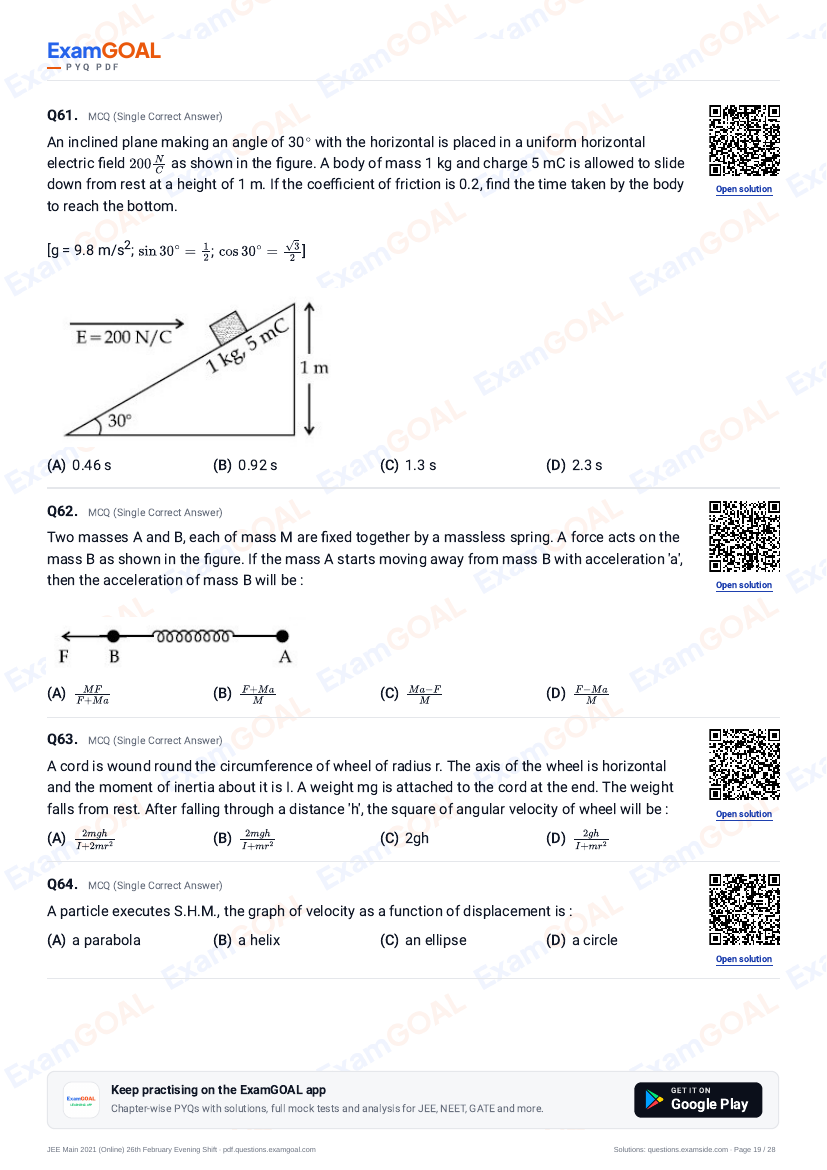 ExamGOAL
PYQ PDF
Q61. MCQ (Single Correct Answer)
An inclined plane making an angle of 30° with the horizontal is placed in a uniform horizontal
electric field 200 N/C as shown in the figure. A body of mass 1 kg and charge 5 mC is allowed to slide
down from rest at a height of 1 m. If the coefficient of friction is 0.2, find the time taken by the body
to reach the bottom.
Open solution
[g = 9.8 m/s²; sin 30° = 1/2; cos 30° = √3/2]
E = 200 N/C
1 kg, 5 mC
1 m
30°
(A) 0.46 s (B) 0.92 s (C) 1.3 s (D) 2.3 s
Q62. MCQ (Single Correct Answer)
Two masses A and B, each of mass M are fixed together by a massless spring. A force acts on the
mass B as shown in the figure. If the mass A starts moving away from mass B with acceleration 'a',
then the acceleration of mass B will be :
Open solution
F B A
(A) MF/(F+Ma) (B) (F+Ma)/M (C) (Ma−F)/M (D) (F−Ma)/M
Q63. MCQ (Single Correct Answer)
A cord is wound round the circumference of wheel of radius r. The axis of the wheel is horizontal
and the moment of inertia about it is I. A weight mg is attached to the cord at the end. The weight
falls from rest. After falling through a distance 'h', the square of angular velocity of wheel will be :
Open solution
(A) 2mgh/(I+2mr²) (B) 2mgh/(I+mr²) (C) 2gh (D) 2gh/(I+mr²)
Q64. MCQ (Single Correct Answer)
A particle executes S.H.M., the graph of velocity as a function of displacement is :
(A) a parabola (B) a helix (C) an ellipse (D) a circle
Open solution
Keep practising on the ExamGOAL app
Chapter-wise PYQs with solutions, full mock tests and analysis for JEE, NEET, GATE and more.
GET IT ON
Google Play
JEE Main 2021 (Online) 26th February Evening Shift · pdf.questions.examgoal.com
Solutions: questions.examside.com · Page 19 / 28